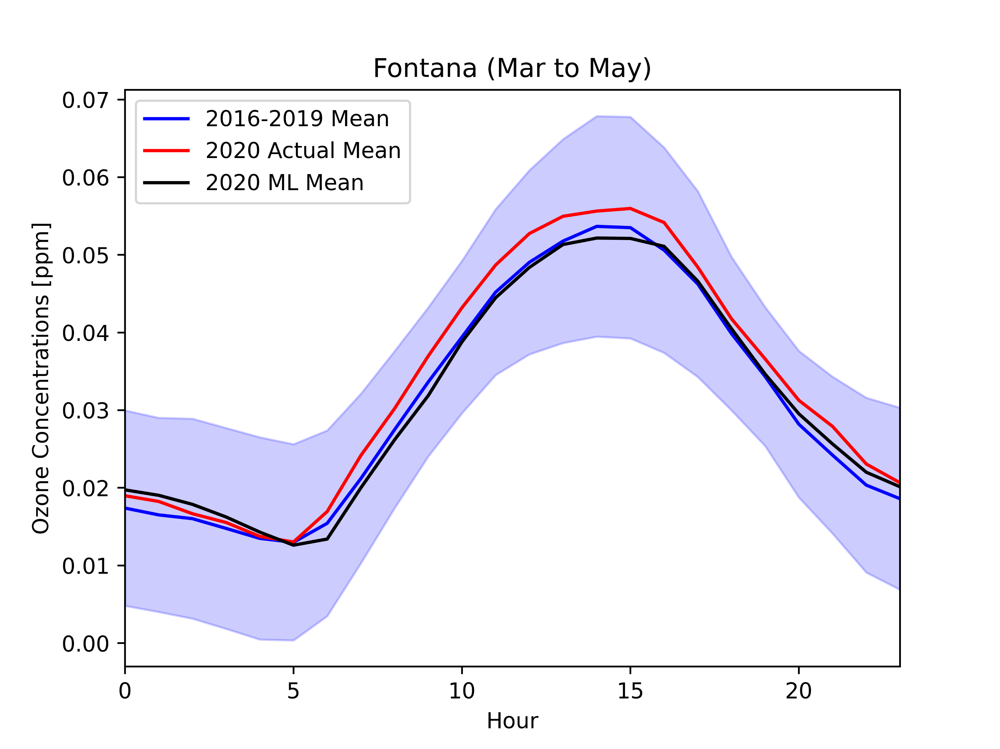 Fontana (Mar to May)
0.07
0.06
0.05
0.04
0.03
0.02
0.01
0.00
Ozone Concentrations [ppm]
2016-2019 Mean
2020 Actual Mean
2020 ML Mean
0 5 10 15 20
Hour